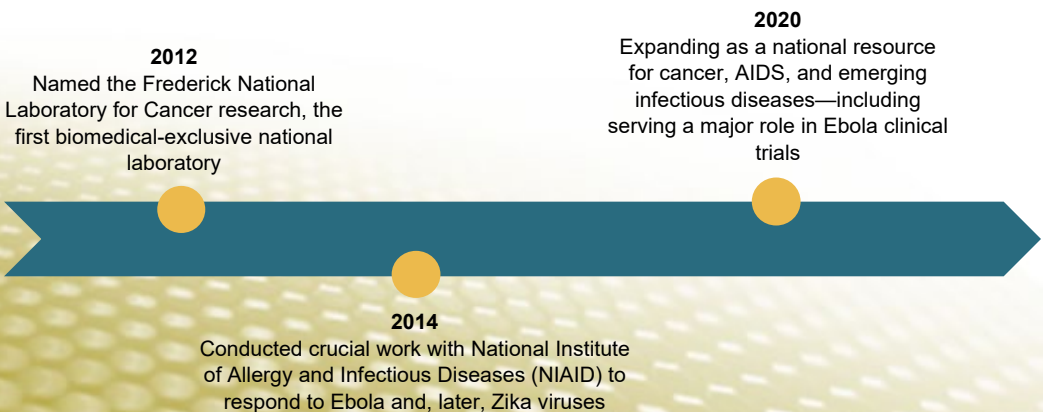 2012
Named the Frederick National
Laboratory for Cancer research, the
first biomedical-exclusive national
laboratory
2014
Conducted crucial work with National Institute
of Allergy and Infectious Diseases (NIAID) to
respond to Ebola and, later, Zika viruses
2020
Expanding as a national resource
for cancer, AIDS, and emerging
infectious diseases—including
serving a major role in Ebola clinical
trials